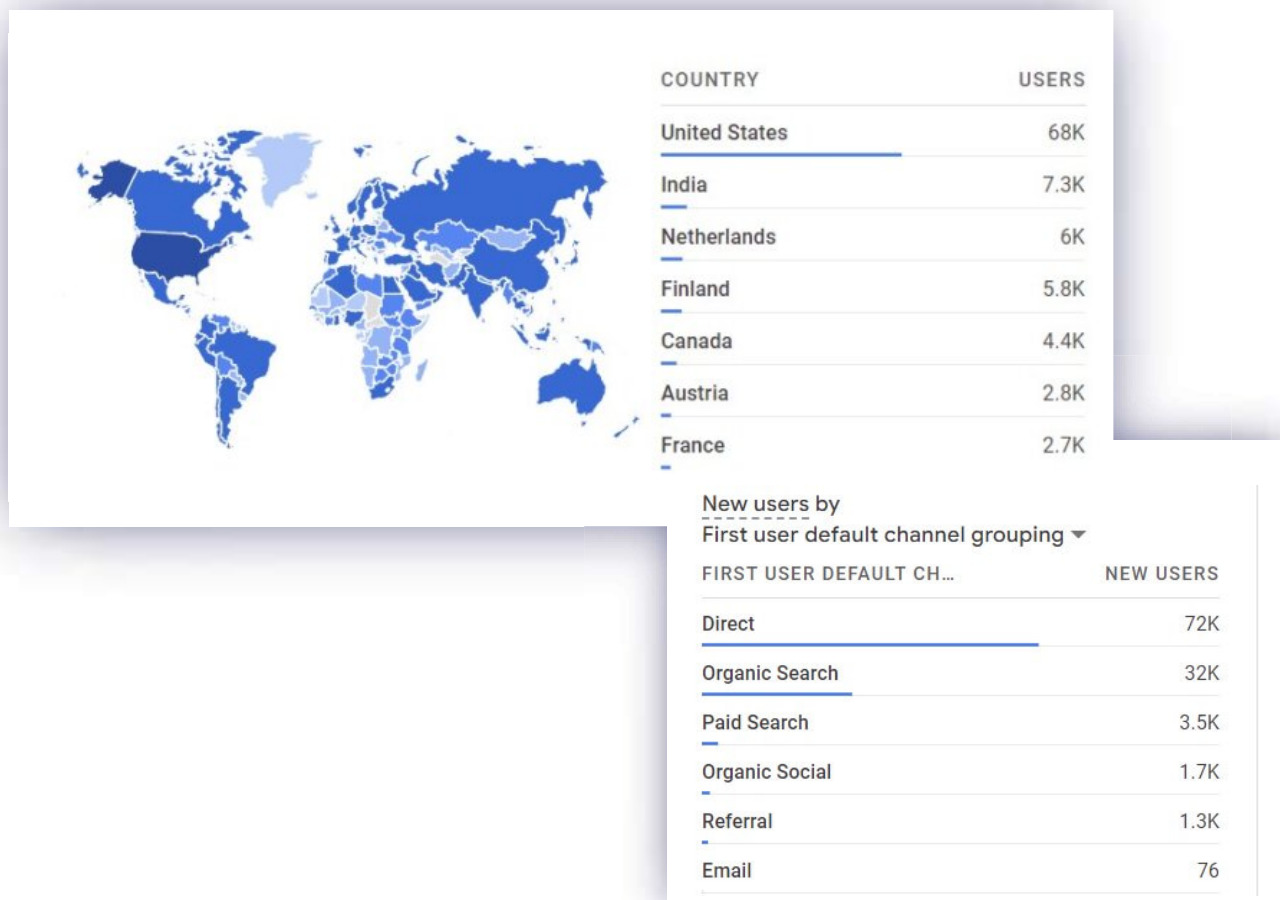 COUNTRY USERS
United States 68K
India 7.3K
Netherlands 6K
Finland 5.8K
Canada 4.4K
Austria 2.8K
France 2.7K
New users by
First user default channel grouping
FIRST USER DEFAULT CH... NEW USERS
Direct 72K
Organic Search 32K
Paid Search 3.5K
Organic Social 1.7K
Referral 1.3K
Email 76